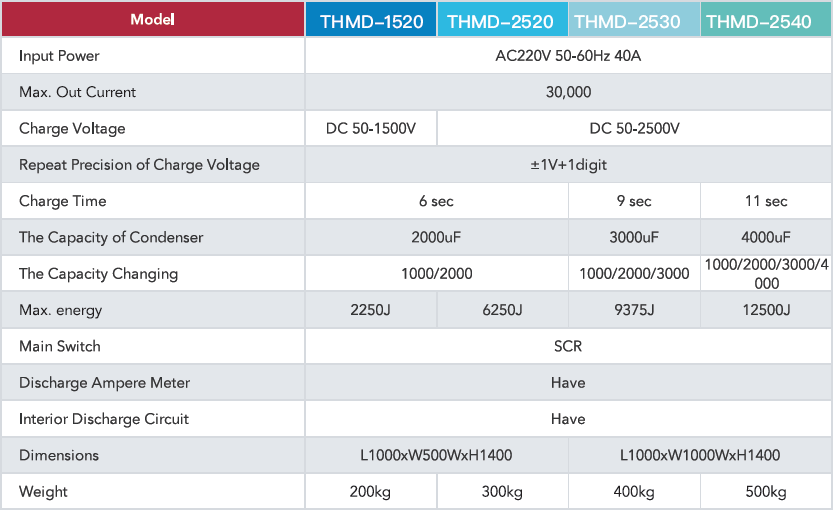 Model THMD-1520 THMD-2520 THMD-2530 THMD-2540
Input Power AC220V 50-60Hz 40A
Max. Out Current 30,000
Charge Voltage DC 50-1500V DC 50-2500V
Repeat Precision of Charge Voltage ±1V+1digit
Charge Time 6 sec 9 sec 11 sec
The Capacity of Condenser 2000uF 3000uF 4000uF
The Capacity Changing 1000/2000 1000/2000/3000 1000/2000/3000/4
000
Max. energy 2250J 6250J 9375J 12500J
Main Switch SCR
Discharge Ampere Meter Have
Interior Discharge Circuit Have
Dimensions L1000xW500WxH1400 L1000xW1000WxH1400
Weight 200kg 300kg 400kg 500kg